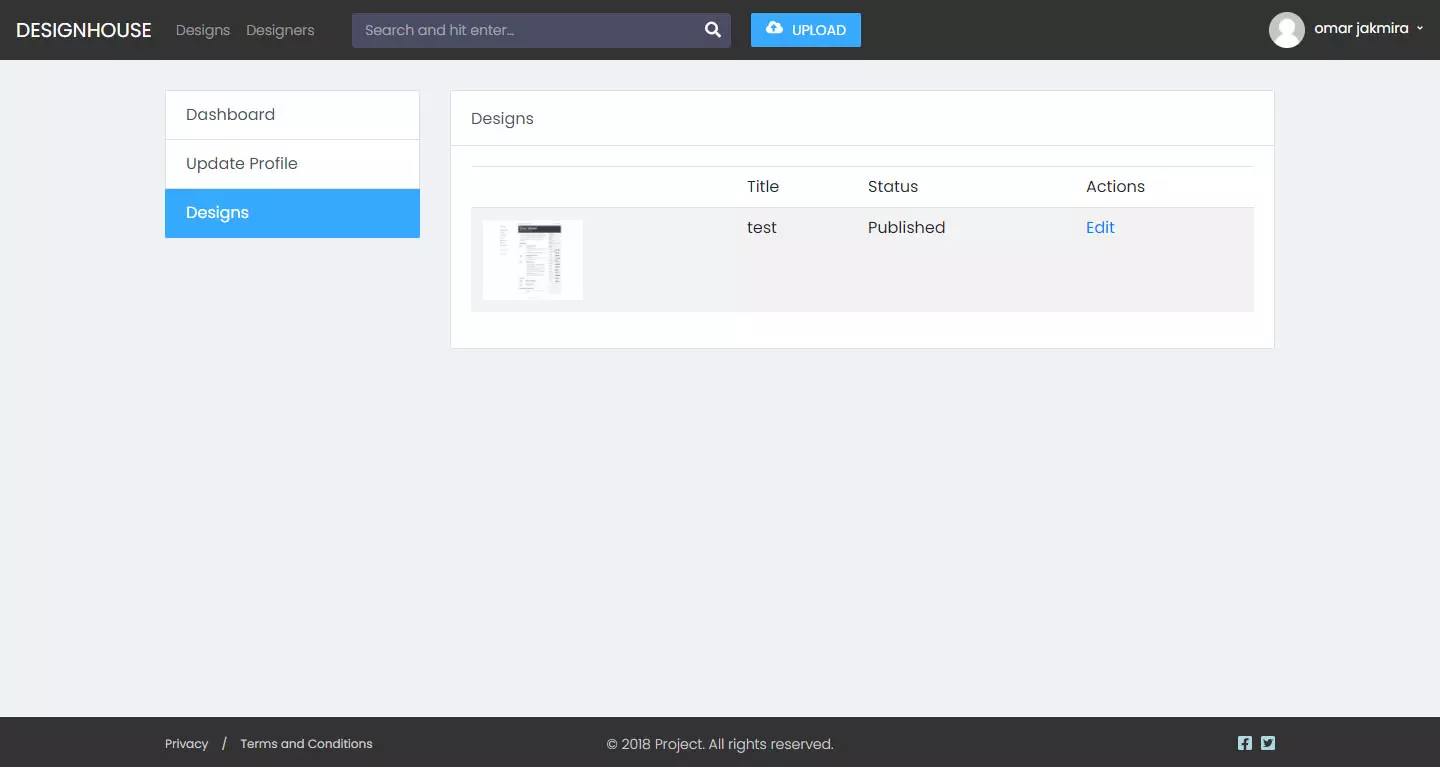 DESIGNHOUSE Designs Designers Search and hit enter... UPLOAD omar jakmira
Dashboard
Update Profile
Designs
Designs
Title Status Actions
test Published Edit
Privacy / Terms and Conditions © 2018 Project. All rights reserved.